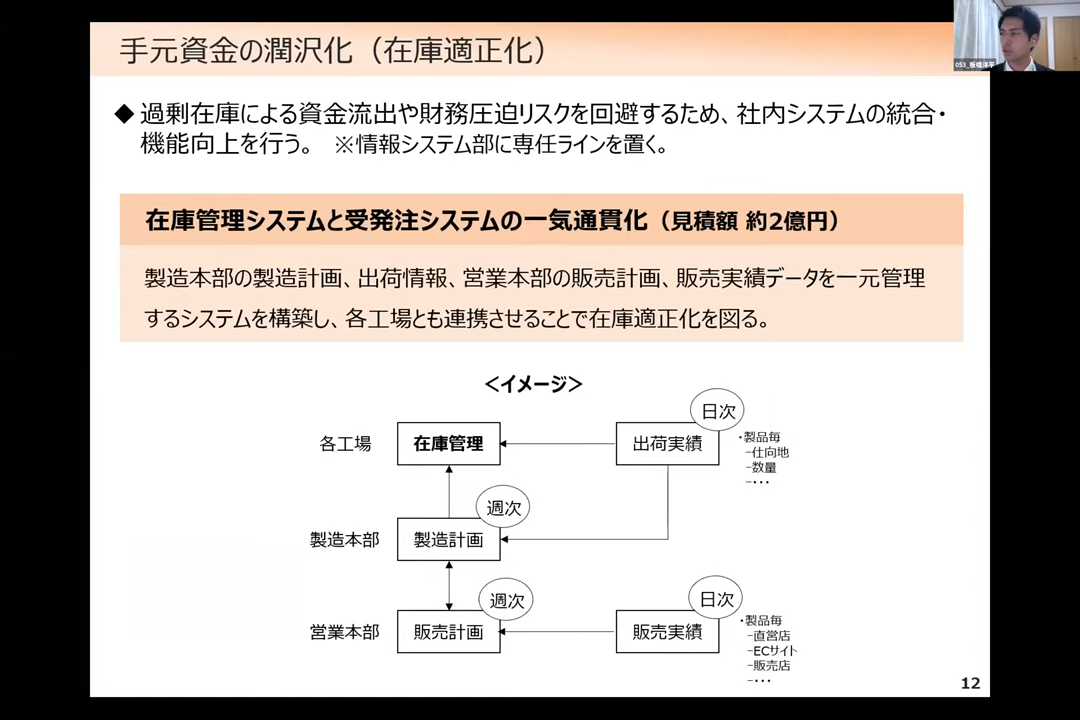 手元資金の潤沢化（在庫適正化）
053_板橋洋平
◆ 過剰在庫による資金流出や財務圧迫リスクを回避するため、社内システムの統合・
機能向上を行う。 ※情報システム部に専任ラインを置く。
在庫管理システムと受発注システムの一気通貫化（見積額 約2億円）
製造本部の製造計画、出荷情報、営業本部の販売計画、販売実績データを一元管理
するシステムを構築し、各工場とも連携させることで在庫適正化を図る。
＜イメージ＞
各工場
在庫管理
出荷実績
日次
・製品毎
−仕向地
−数量
−・・・
製造本部
製造計画
週次
営業本部
販売計画
週次
販売実績
日次
・製品毎
−直営店
−ECサイト
−販売店
−・・・
12